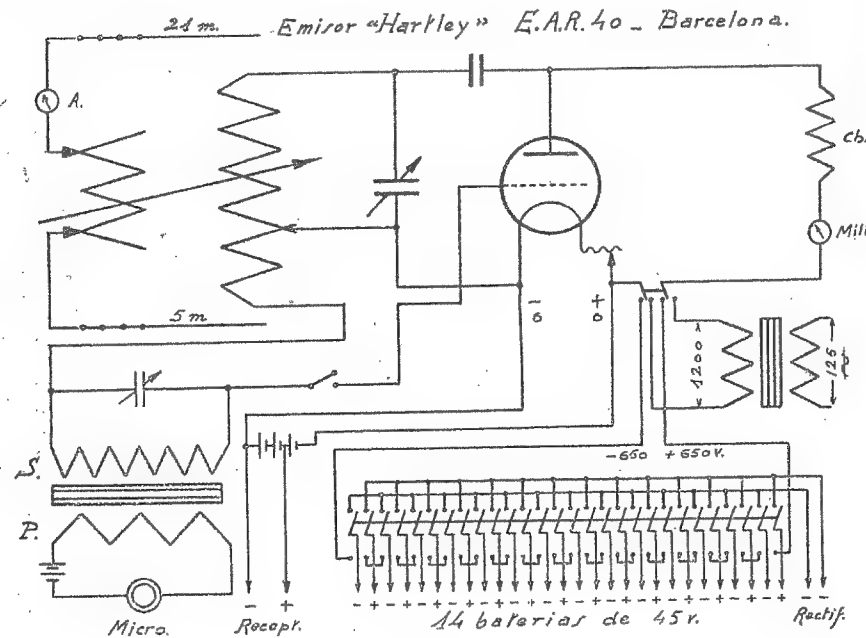 Emisor "Hartley" E.A.R. 40 - Barcelona.
21 m.
A.
ch.
Mili
5 m
- 6
+ 0
1200
125
-650 +650 v.
S.
P.
Micro.
- +
Recept.
- + - + - + - + - + - + - + - + - + - + - + - + - + - +
14 baterias de 45 v.
- -
Rectif.